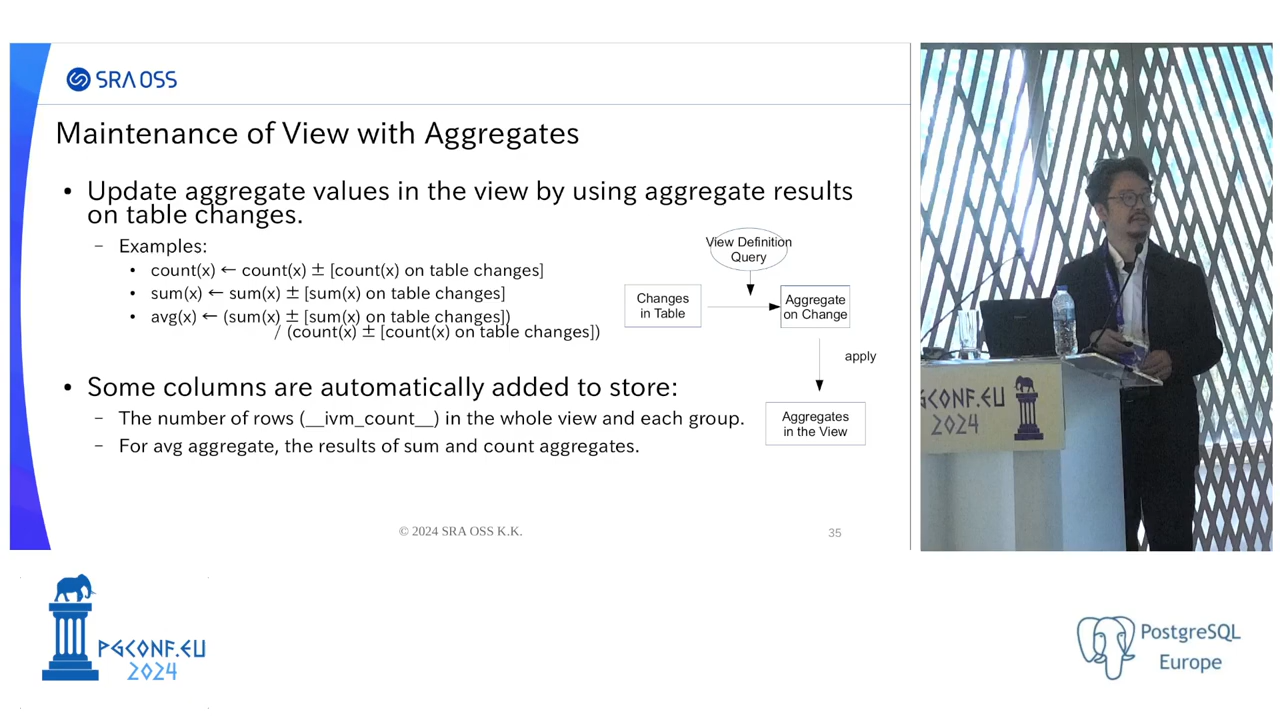 SRA OSS
Maintenance of View with Aggregates
• Update aggregate values in the view by using aggregate results
on table changes.
– Examples:
• count(x) ← count(x) ± [count(x) on table changes]
• sum(x) ← sum(x) ± [sum(x) on table changes]
• avg(x) ← (sum(x) ± [sum(x) on table changes])
/ (count(x) ± [count(x) on table changes])
View Definition
Query
Changes
in Table
Aggregate
on Change
apply
Aggregates
in the View
• Some columns are automatically added to store:
– The number of rows (__ivm_count__) in the whole view and each group.
– For avg aggregate, the results of sum and count aggregates.
© 2024 SRA OSS K.K.
35
GCONF.EU
2024
PGCONF.EU
2024
PostgreSQL
Europe